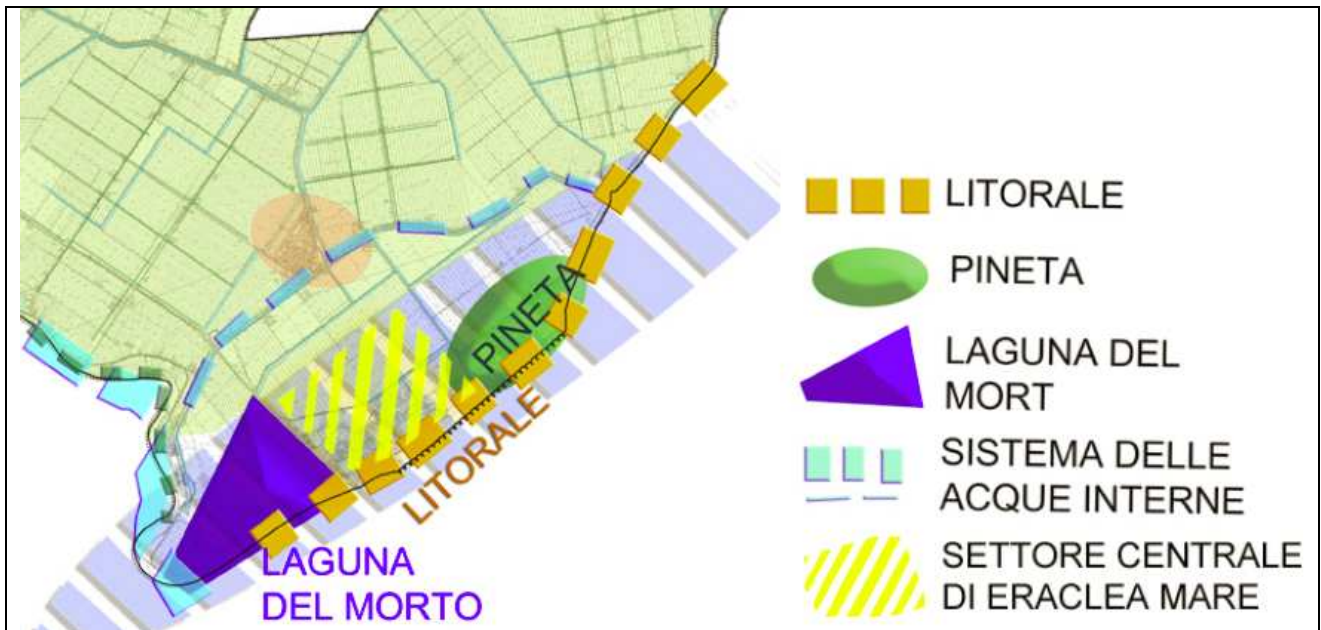 PINETA
LITORALE
LAGUNA
DEL MORTO
LITORALE
PINETA
LAGUNA DEL
MORT
SISTEMA DELLE
ACQUE INTERNE
SETTORE CENTRALE
DI ERACLEA MARE